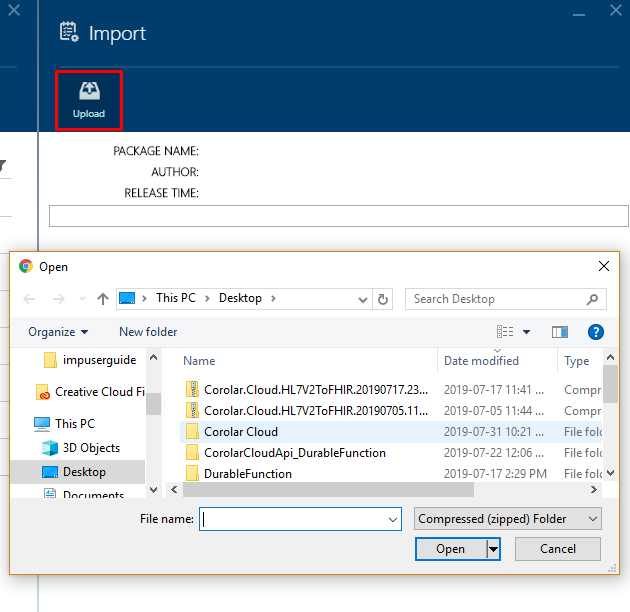 Import
Upload
PACKAGE NAME:
AUTHOR:
RELEASE TIME:
Open
This PC > Desktop >
Search Desktop
Organize
New folder
?
impuserguide
Creative Cloud Fi
This PC
3D Objects
Desktop
Documents
Name Date modified Type
Corolar.Cloud.HL7V2ToFHIR.20190717.23... 2019-07-17 11:41 ... Compr
Corolar.Cloud.HL7V2ToFHIR.20190705.11... 2019-07-05 11:44 ... Compr
Corolar Cloud 2019-07-31 10:21 ... File fold
CorolarCloudApi_DurableFunction 2019-07-22 12:06 ... File fold
DurableFunction 2019-07-17 2:29 PM File fold
File name:
Compressed (zipped) Folder
Open
Cancel